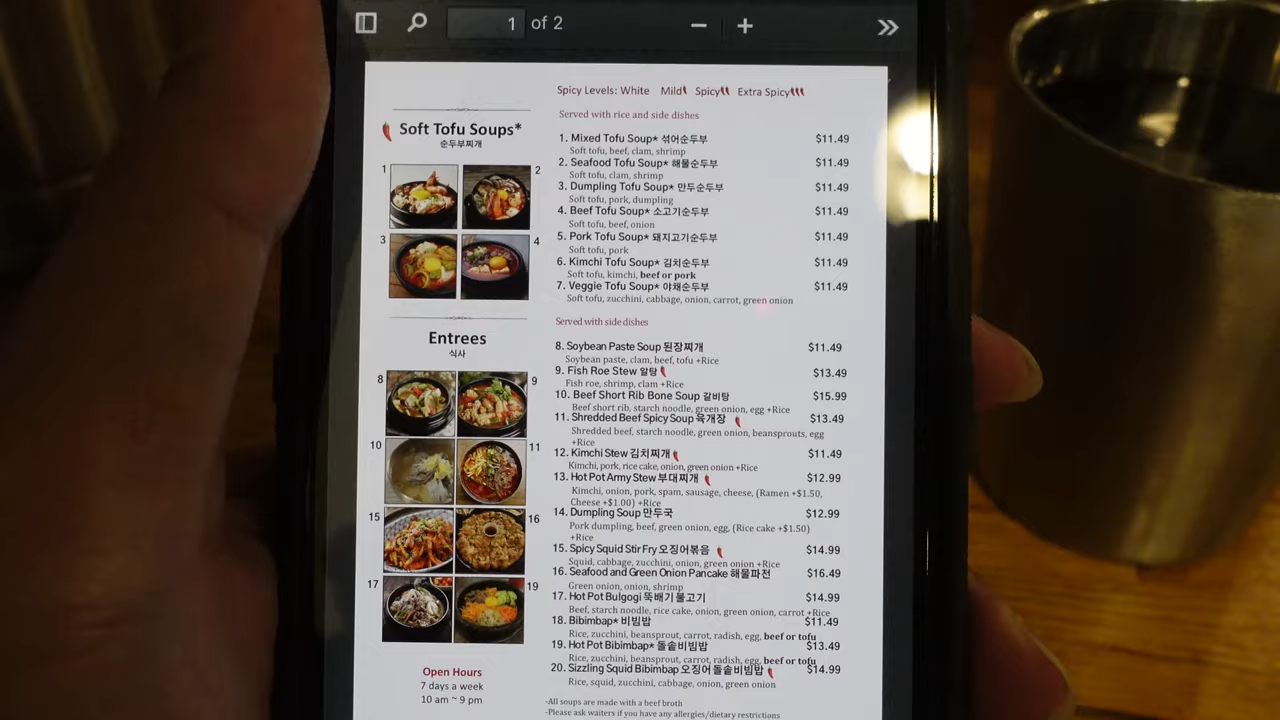 1 of 2
Spicy Levels: White Mild Spicy Extra Spicy
Soft Tofu Soups*
순두부찌개
1
2
3
4
Served with rice and side dishes
1. Mixed Tofu Soup* 섞어순두부 $11.49
Soft tofu, beef, clam, shrimp
2. Seafood Tofu Soup* 해물순두부 $11.49
Soft tofu, clam, shrimp
3. Dumpling Tofu Soup* 만두순두부 $11.49
Soft tofu, pork, dumpling
4. Beef Tofu Soup* 소고기순두부 $11.49
Soft tofu, beef, onion
5. Pork Tofu Soup* 돼지고기순두부 $11.49
Soft tofu, pork
6. Kimchi Tofu Soup* 김치순두부 $11.49
Soft tofu, kimchi, beef or pork
7. Veggie Tofu Soup* 야채순두부 $11.49
Soft tofu, zucchini, cabbage, onion, carrot, green onion
Entrees
식사
8
9
10
11
15
16
17
19
Served with side dishes
8. Soybean Paste Soup 된장찌개 $11.49
Soybean paste, clam, beef, tofu +Rice
9. Fish Roe Stew 알탕 $13.49
Fish roe, shrimp, clam +Rice
10. Beef Short Rib Bone Soup 갈비탕 $15.99
Beef short rib, starch noodle, green onion, egg +Rice
11. Shredded Beef Spicy Soup 육개장 $13.49
Shredded beef, starch noodle, green onion, beansprouts, egg
+Rice
12. Kimchi Stew 김치찌개 $11.49
Kimchi, pork, rice cake, onion, green onion +Rice
13. Hot Pot Army Stew 부대찌개 $12.99
Kimchi, onion, pork, spam, sausage, cheese, (Ramen +$1.50,
Cheese +$1.00) +Rice
14. Dumpling Soup 만두국 $12.99
Pork dumpling, beef, green onion, egg, (Rice cake +$1.50)
+Rice
15. Spicy Squid Stir Fry 오징어볶음 $14.99
Squid, cabbage, zucchini, onion, green onion +Rice
16. Seafood and Green Onion Pancake 해물파전 $16.49
Green onion, onion, shrimp
17. Hot Pot Bulgogi 뚝배기불고기 $14.99
Beef, starch noodle, rice cake, onion, green onion, carrot +Rice
18. Bibimbap* 비빔밥 $11.49
Rice, zucchini, beansprout, carrot, radish, egg, beef or tofu
19. Hot Pot Bibimbap* 돌솥비빔밥 $13.49
Rice, zucchini, beansprout, carrot, radish, egg, beef or tofu
20. Sizzling Squid Bibimbap 오징어돌솥비빔밥 $14.99
Rice, squid, zucchini, cabbage, onion, green onion
Open Hours
7 days a week
10 am ~ 9 pm
-All soups are made with a beef broth
-Please ask waiters if you have any allergies/dietary restrictions